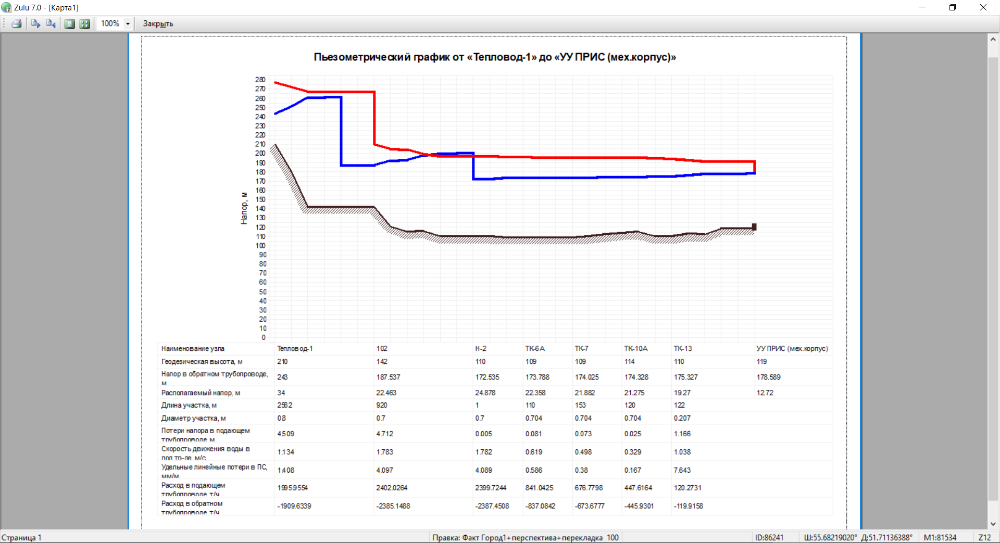 Zulu 7.0 - [Карта1]
100% Закрыть
Пьезометрический график от «Тепловод-1» до «УУ ПРИС (мех.корпус)»
Напор, м
280
270
260
250
240
230
220
210
200
190
180
170
160
150
140
130
120
110
100
90
80
70
60
50
40
30
20
10
0
Наименование узла Тепловод-1 102 Н-2 ТК-6А ТК-7 ТК-10А ТК-13 УУ ПРИС (мех.корпус)
Геодезическая высота, м 210 142 110 109 109 114 110 119
Напор в обратном трубопроводе,
м 243 187.537 172.535 173.788 174.025 174.328 175.327 178.589
Располагаемый напор, м 34 22.463 24.878 22.358 21.882 21.275 19.27 12.72
Длина участка, м 2562 920 1 110 153 120 122
Диаметр участка, м 0.8 0.7 0.7 0.704 0.704 0.704 0.207
Потери напора в подающем
трубопроводе, м 4.509 4.712 0.005 0.081 0.073 0.025 1.166
Скорость движения воды в
под.тр-де, м/с 1.134 1.783 1.782 0.619 0.498 0.329 1.038
Удельные линейные потери в ПС,
мм/м 1.408 4.097 4.089 0.586 0.38 0.167 7.643
Расход в подающем
трубопроводе, т/ч 1995.9554 2402.0264 2399.7244 841.0425 676.7798 447.6164 120.2731
Расход в обратном
трубопроводе, т/ч -1909.6339 -2385.1488 -2387.4508 -837.0842 -673.6777 -445.9301 -119.9158
Страница 1 Правка: Факт Город1+перспектива+перекладка 100 ID:86241 Ш:55.68219020° Д:51.71136388° М1:81534 Z12